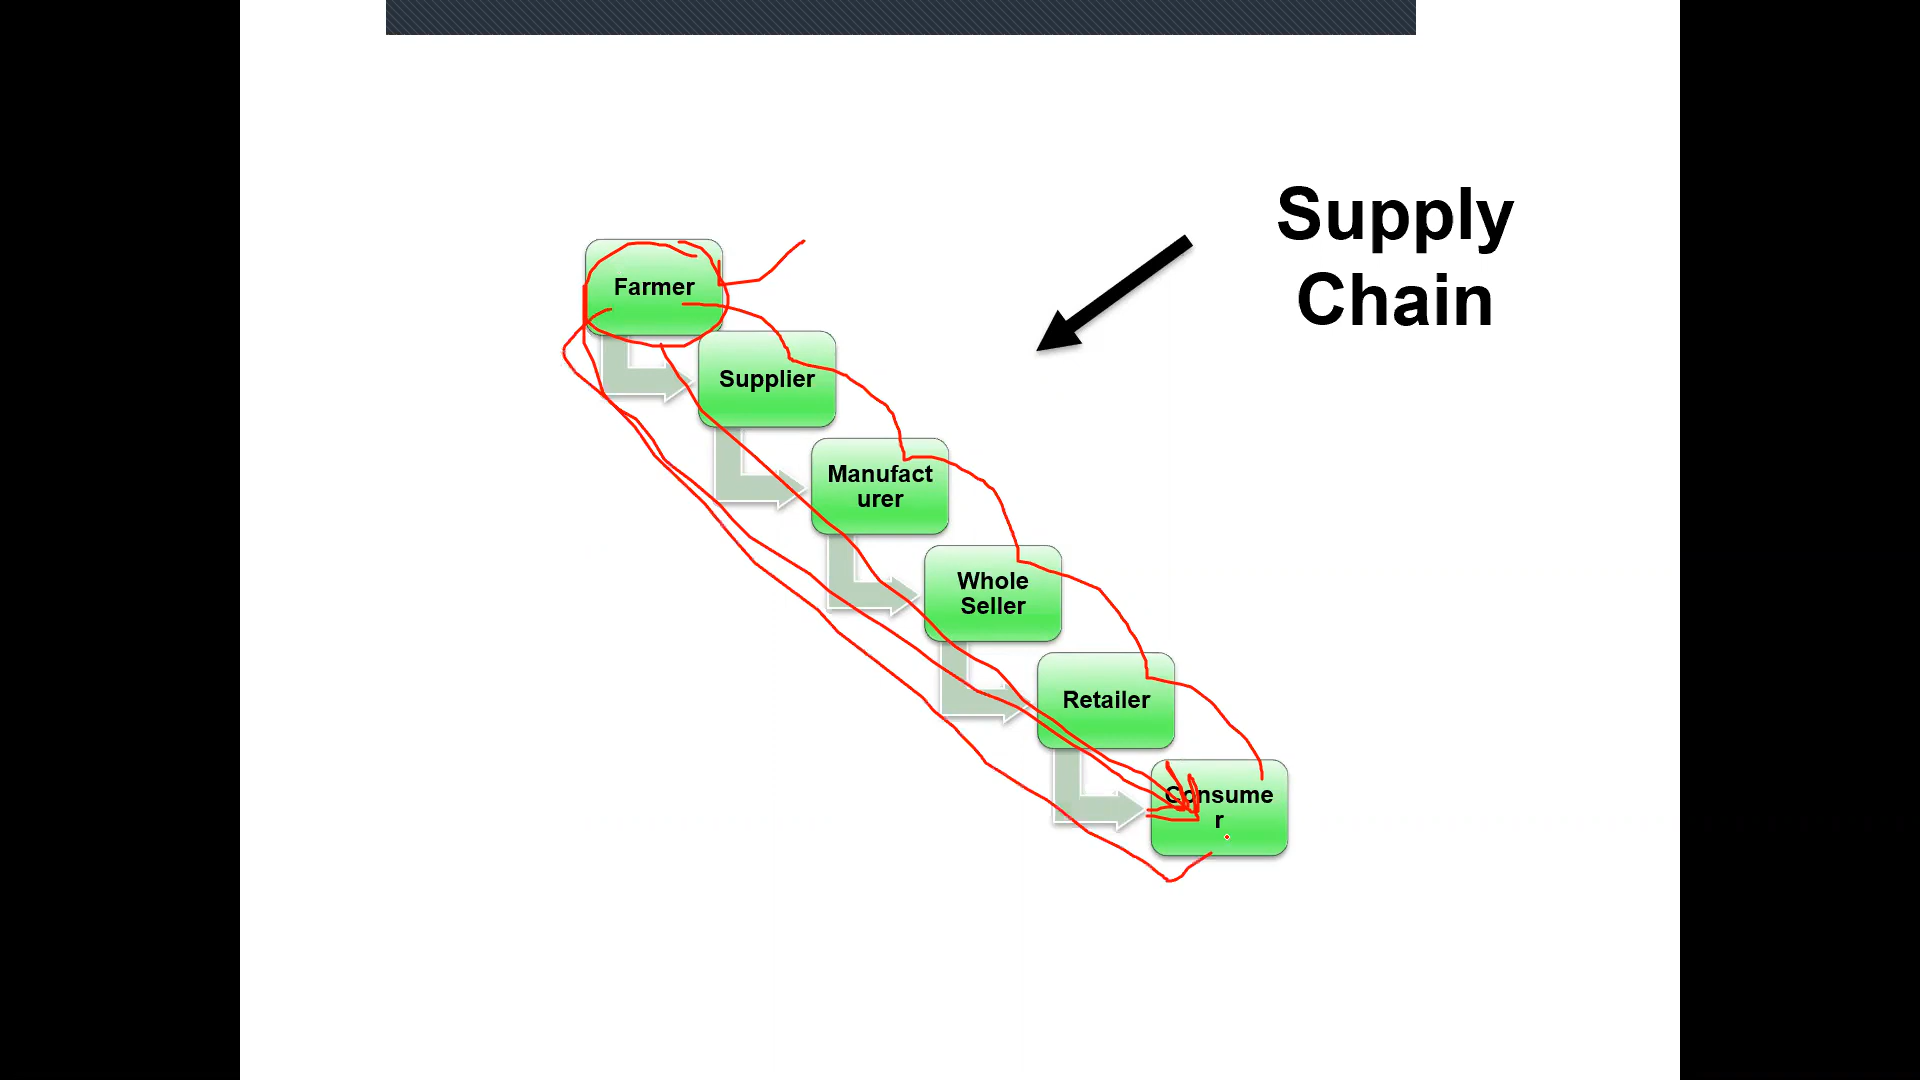 Supply
Chain
Farmer
Supplier
Manufact
urer
Whole
Seller
Retailer
Consume
r